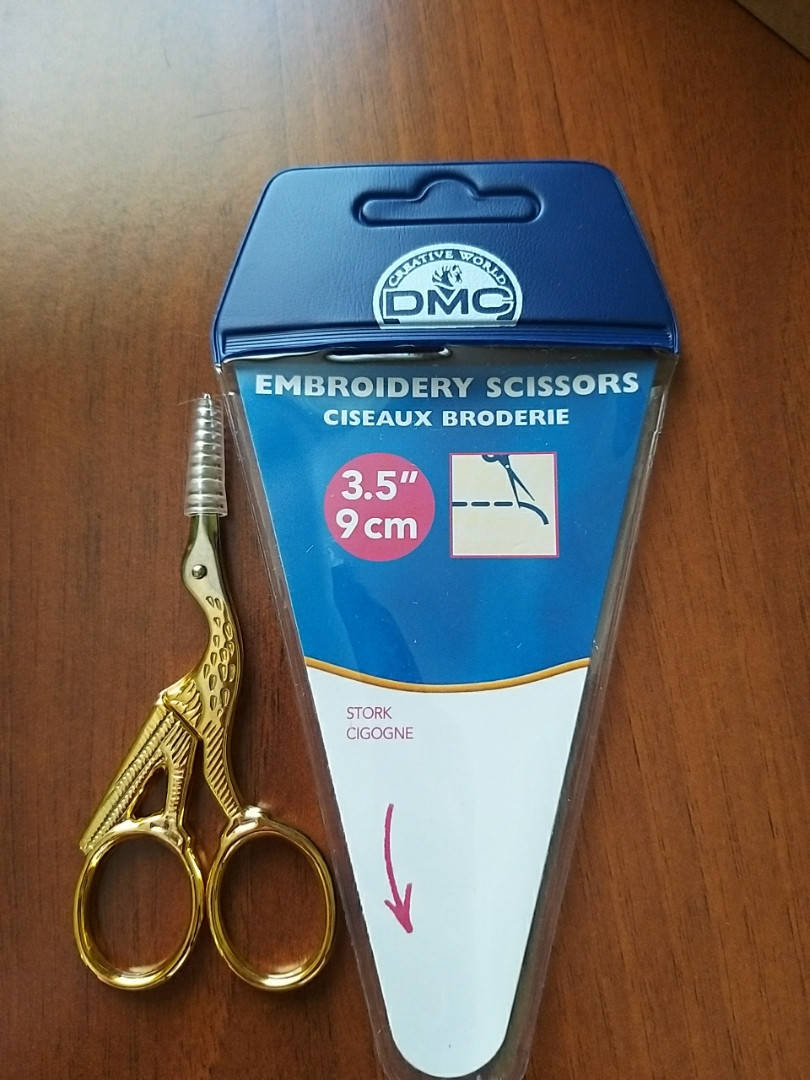 CREATIVE WORLD
DMC
EMBROIDERY SCISSORS
CISEAUX BRODERIE
3.5”
9 cm
STORK
CIGOGNE